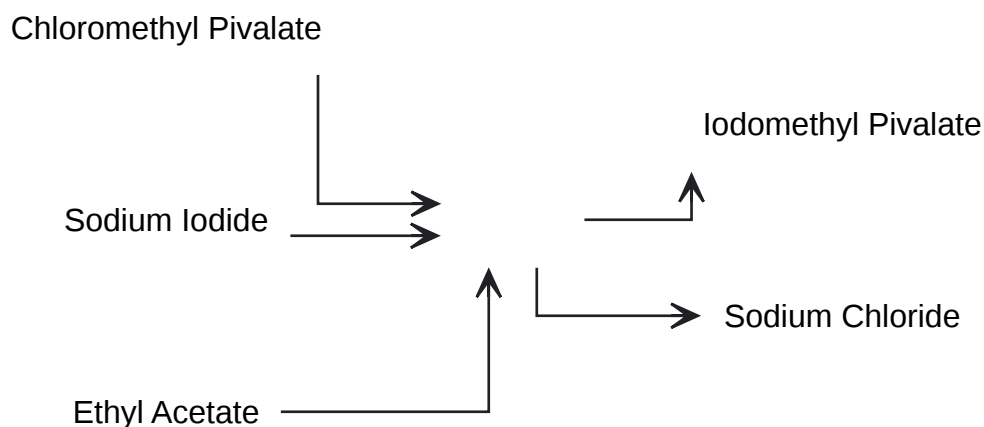 Chloromethyl Pivalate
Iodomethyl Pivalate
Sodium Iodide
Sodium Chloride
Ethyl Acetate